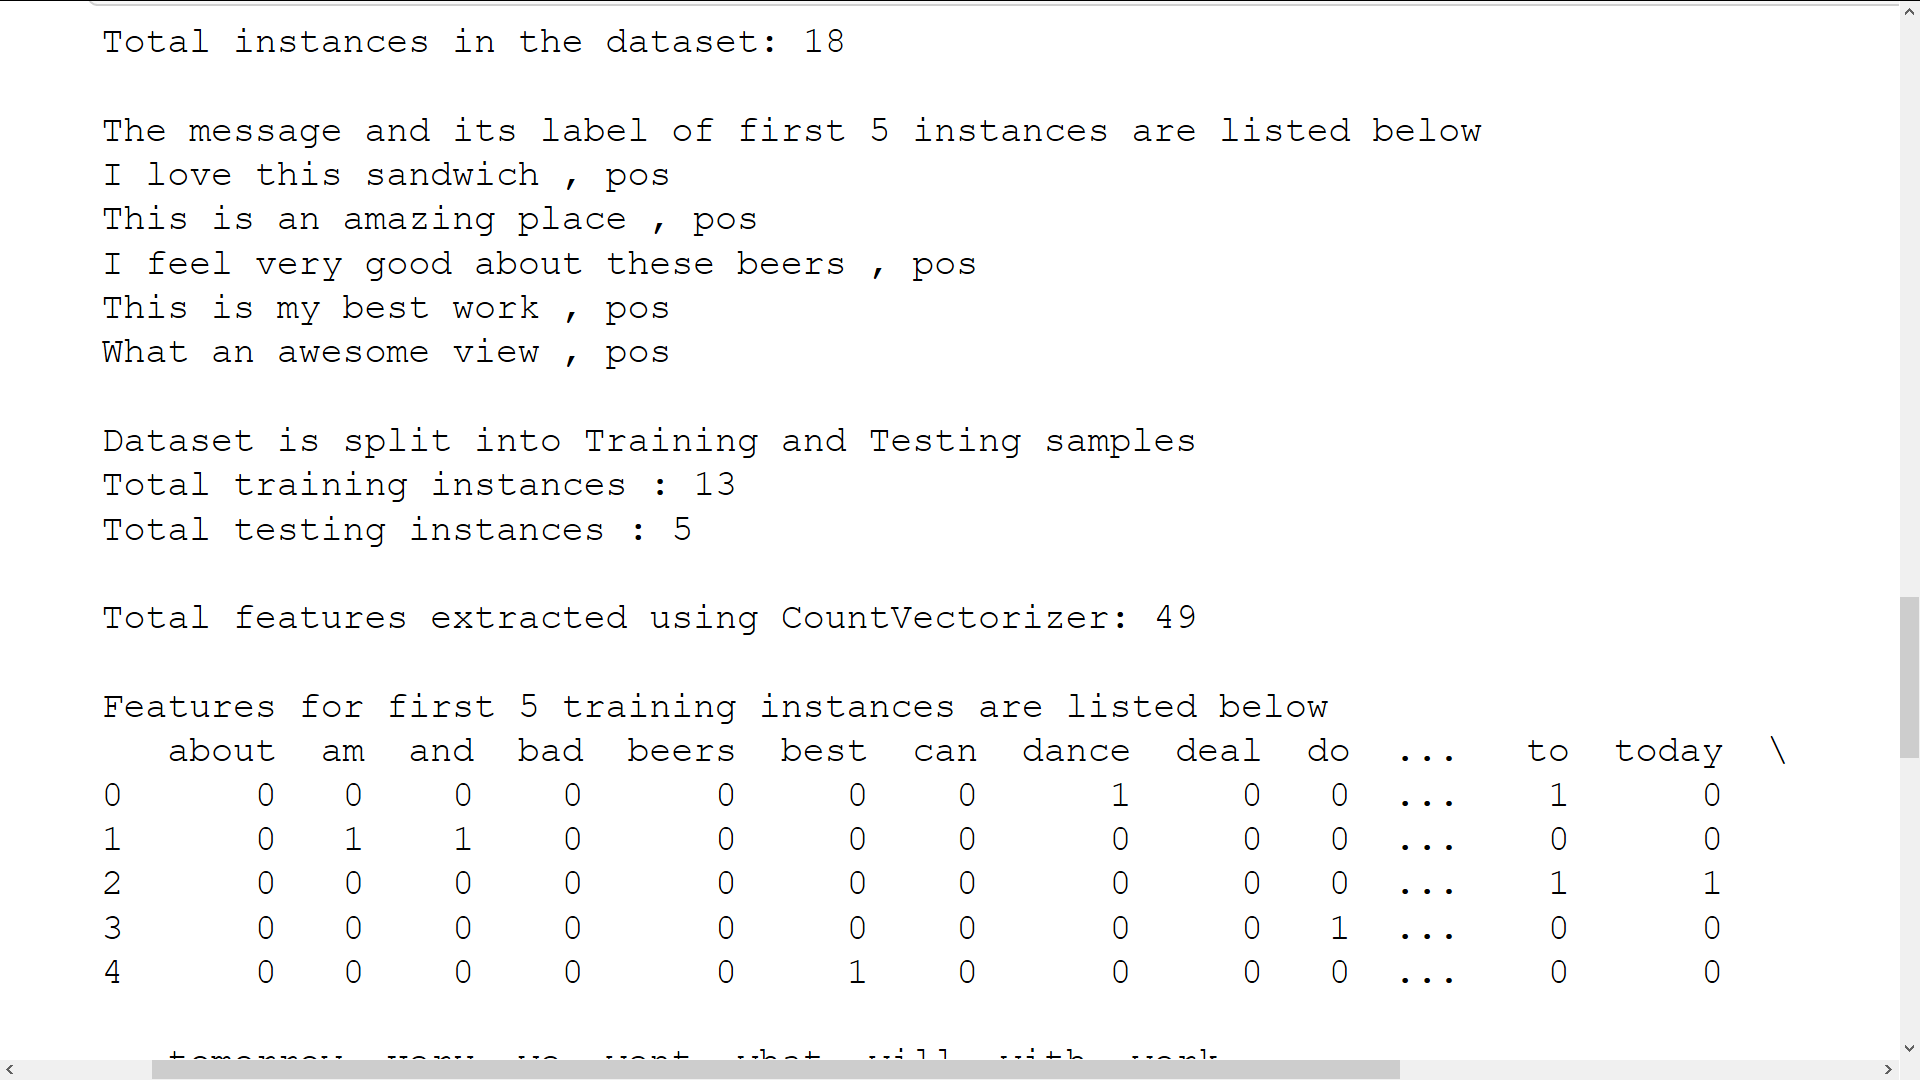 Total instances in the dataset: 18
The message and its label of first 5 instances are listed below
I love this sandwich , pos
This is an amazing place , pos
I feel very good about these beers , pos
This is my best work , pos
What an awesome view , pos
Dataset is split into Training and Testing samples
Total training instances : 13
Total testing instances : 5
Total features extracted using CountVectorizer: 49
Features for first 5 training instances are listed below
about am and bad beers best can dance deal do ... to today \
0 0 0 0 0 0 0 0 1 0 0 ... 1 0
1 0 1 1 0 0 0 0 0 0 0 ... 0 0
2 0 0 0 0 0 0 0 0 0 0 ... 1 1
3 0 0 0 0 0 0 0 0 0 1 ... 0 0
4 0 0 0 0 0 1 0 0 0 0 ... 0 0
tomorrow very we went what will with work